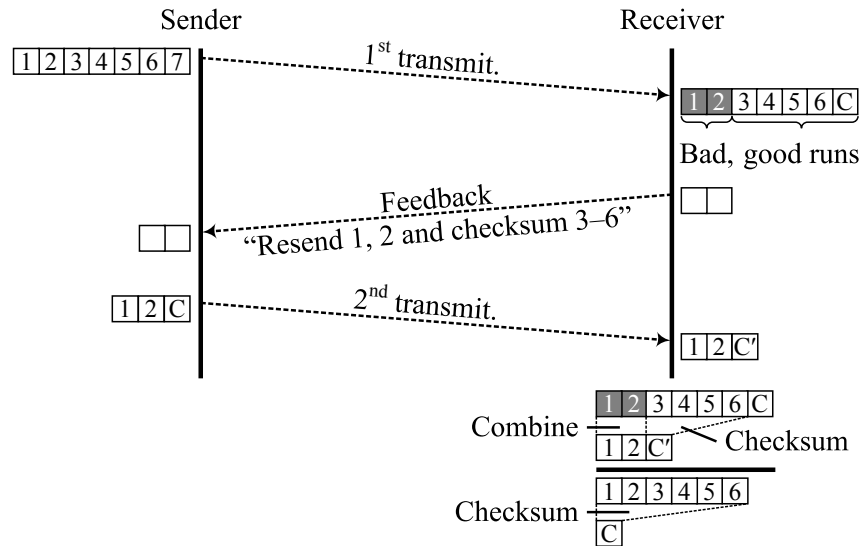 Sender Receiver
1 2 3 4 5 6 7
1st transmit.
1 2 3 4 5 6 C
Bad, good runs
Feedback
“Resend 1, 2 and checksum 3–6”
1 2 C
2nd transmit.
1 2 C′
1 2 3 4 5 6 C
Combine
Checksum
1 2 C′
1 2 3 4 5 6
Checksum
C